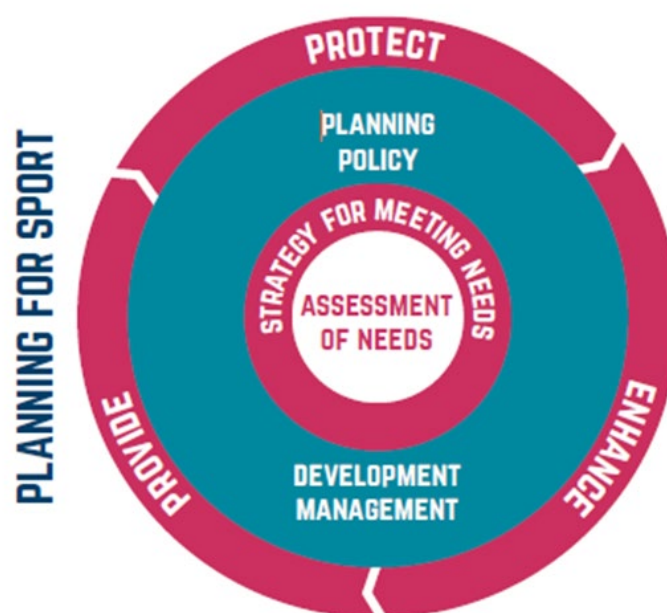 PLANNING FOR SPORT
PROTECT
PLANNING
POLICY
STRATEGY FOR MEETING NEEDS
ASSESSMENT
OF NEEDS
DEVELOPMENT
MANAGEMENT
PROVIDE
ENHANCE